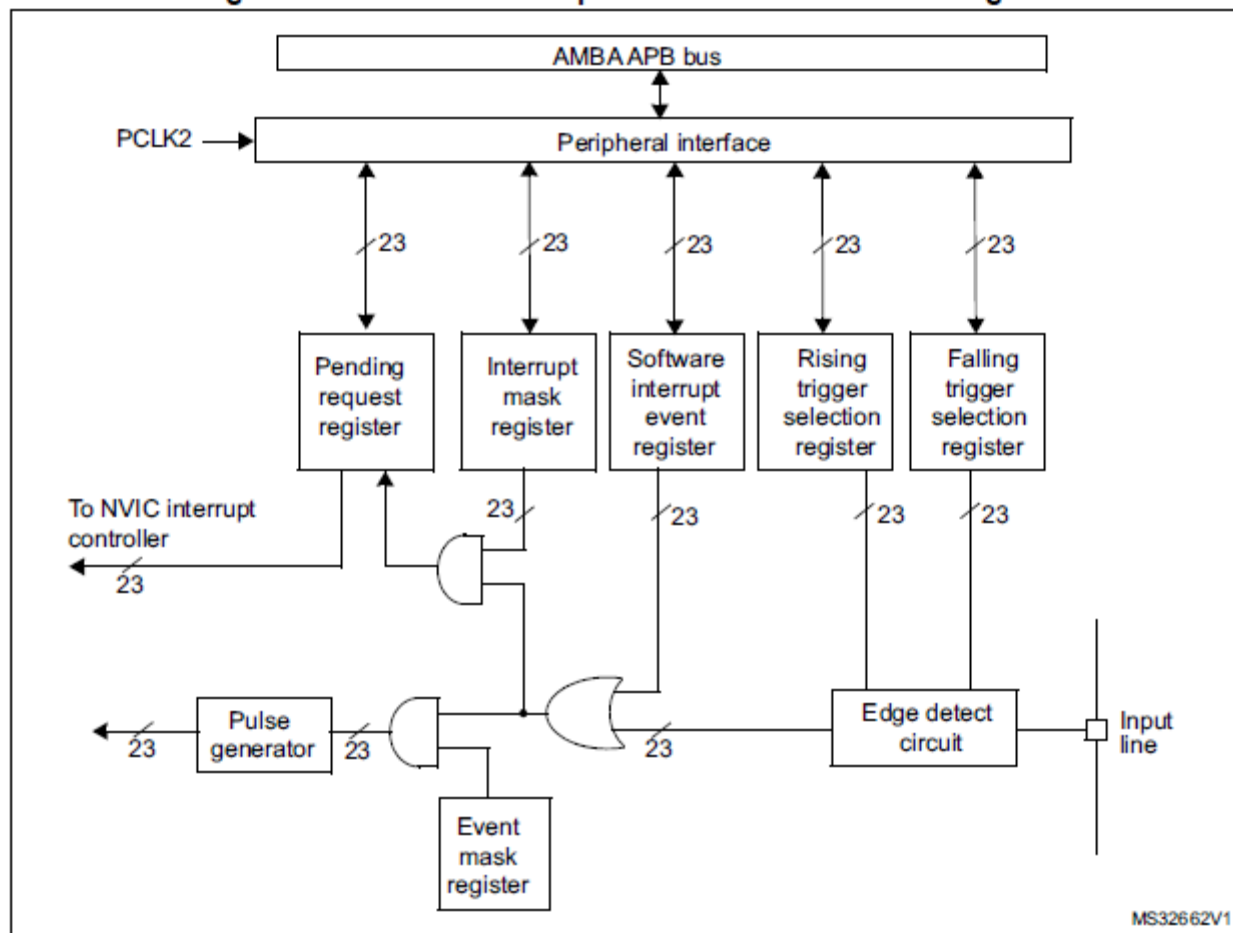 AMBA APB bus
PCLK2
Peripheral interface
23
23
23
23
23
Pending
request
register
Interrupt
mask
register
Software
interrupt
event
register
Rising
trigger
selection
register
Falling
trigger
selection
register
To NVIC interrupt
controller
23
23
23
23
23
Pulse
generator
23
23
23
Edge detect
circuit
Input
line
Event
mask
register
MS32662V1